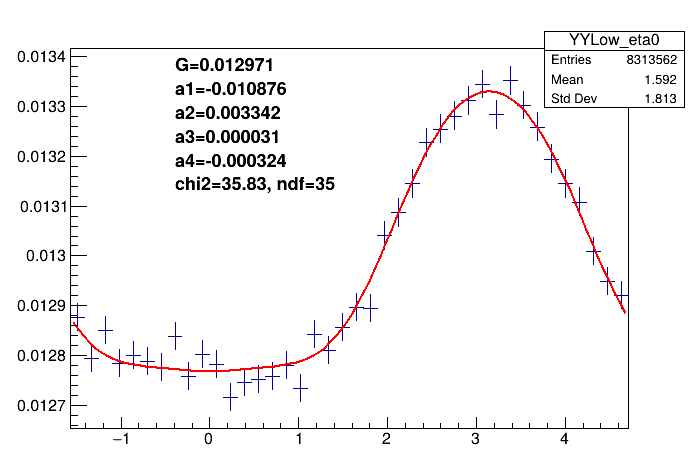 YYLow_eta0
Entries 8313562
Mean 1.592
Std Dev 1.813
G=0.012971
a1=-0.010876
a2=0.003342
a3=0.000031
a4=-0.000324
chi2=35.83, ndf=35
0.0134
0.0133
0.0132
0.0131
0.013
0.0129
0.0128
0.0127
−1 0 1 2 3 4